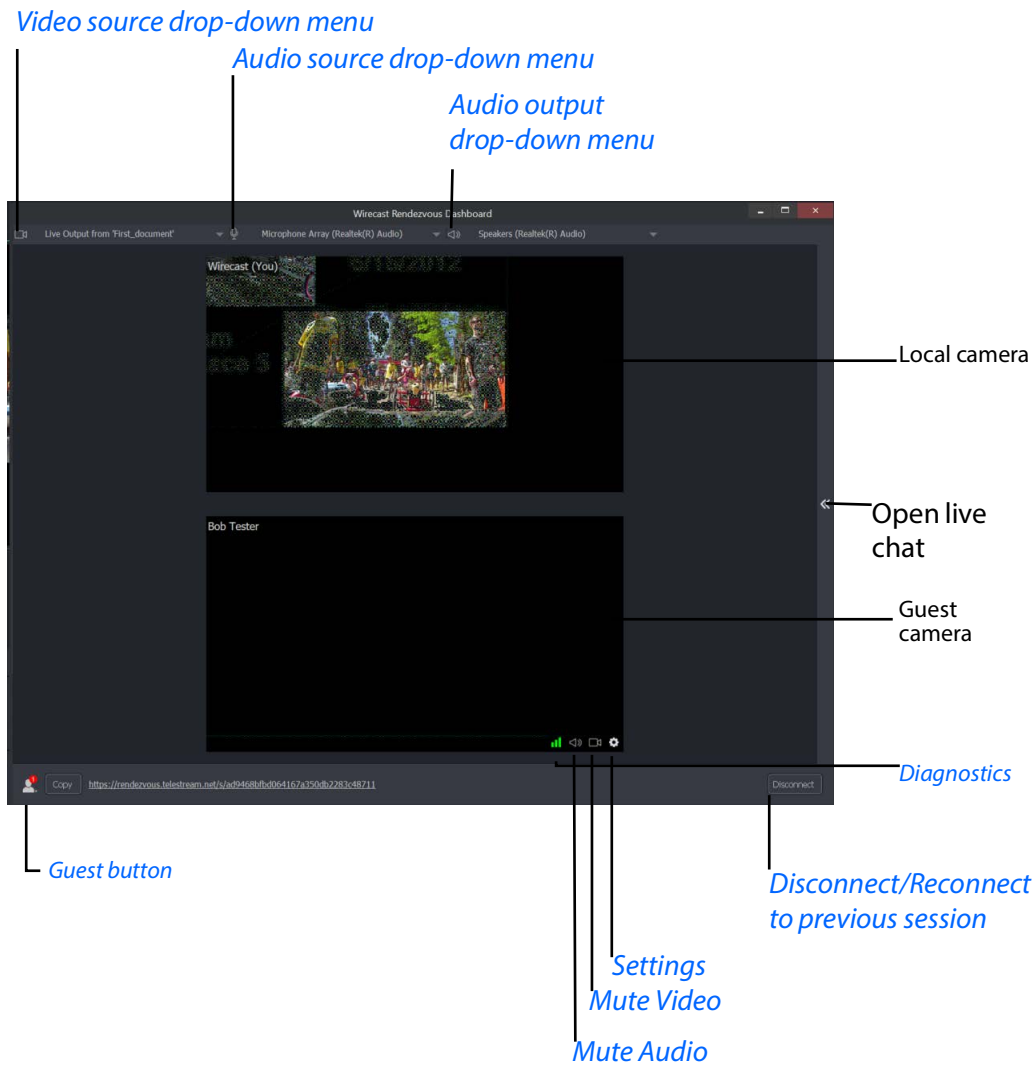 Video source drop-down menu
Audio source drop-down menu
Audio output
drop-down menu
Wirecast Rendezvous Dashboard
Live Output from 'First_document'
Microphone Array (Realtek(R) Audio)
Speakers (Realtek(R) Audio)
Wirecast (You)
Local camera
Open live
chat
Bob Tester
Guest
camera
Diagnostics
Copy
https://rendezvous.telestream.net/s/ad9468bfbd064167a350db2283c48711
Disconnect
Guest button
Disconnect/Reconnect
to previous session
Settings
Mute Video
Mute Audio